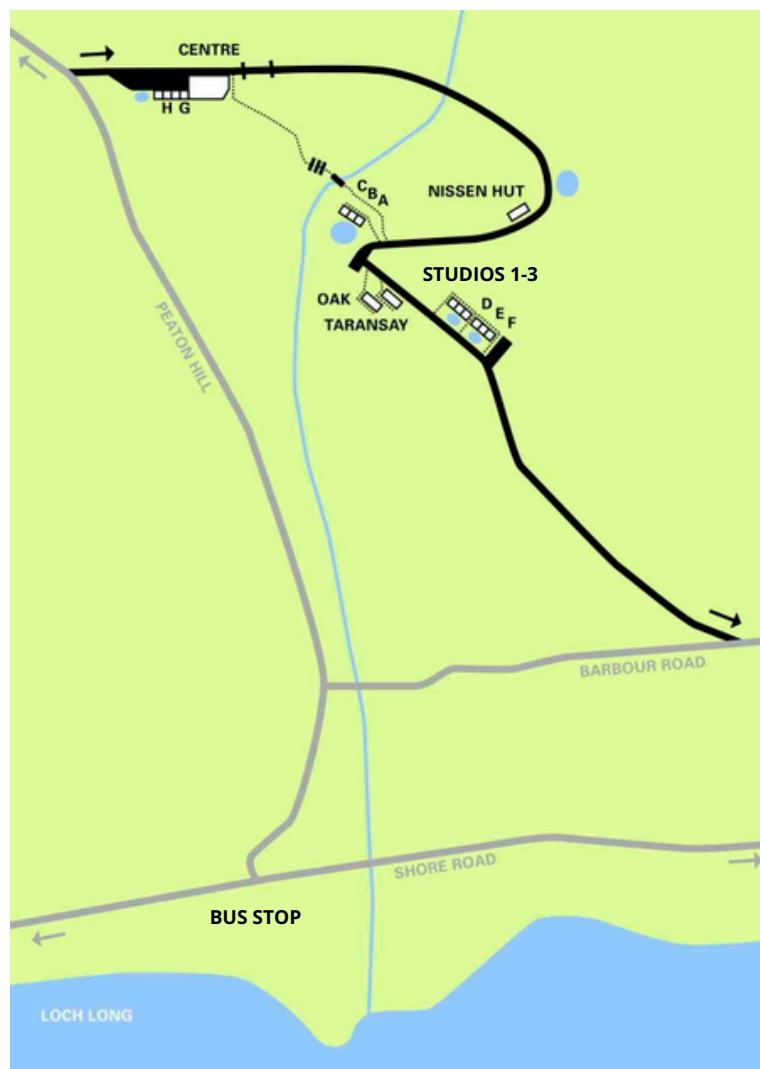 CENTRE
H G
C
B
A
NISSEN HUT
STUDIOS 1-3
OAK
TARANSAY
D
E
F
PEATON HILL
BARBOUR ROAD
SHORE ROAD
BUS STOP
LOCH LONG